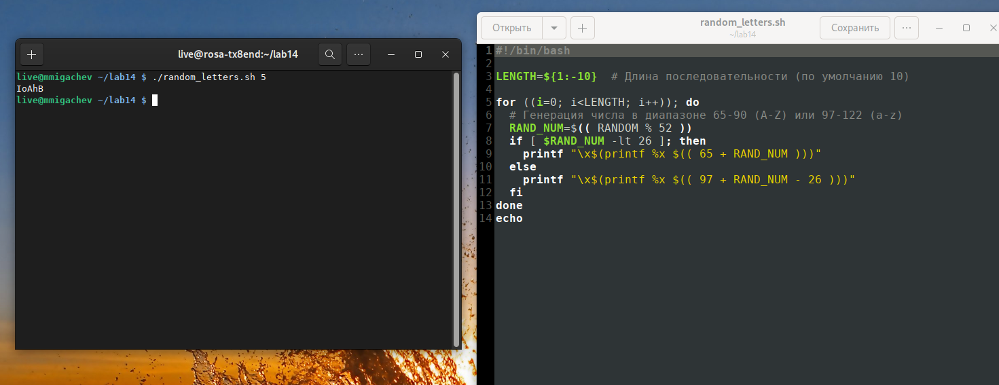 live@rosa-tx8end:~/lab14
live@mmigachev ~/lab14 $ ./random_letters.sh 5
IoAhB
live@mmigachev ~/lab14 $
Открыть
random_letters.sh
~/lab14
Сохранить
1 #!/bin/bash
2
3 LENGTH=${1:-10}  # Длина последовательности (по умолчанию 10)
4
5 for ((i=0; i<LENGTH; i++)); do
6   # Генерация числа в диапазоне 65-90 (A-Z) или 97-122 (a-z)
7   RAND_NUM=$(( RANDOM % 52 ))
8   if [ $RAND_NUM -lt 26 ]; then
9     printf "\x$(printf %x $(( 65 + RAND_NUM )))"
10   else
11     printf "\x$(printf %x $(( 97 + RAND_NUM - 26 )))"
12   fi
13 done
14 echo